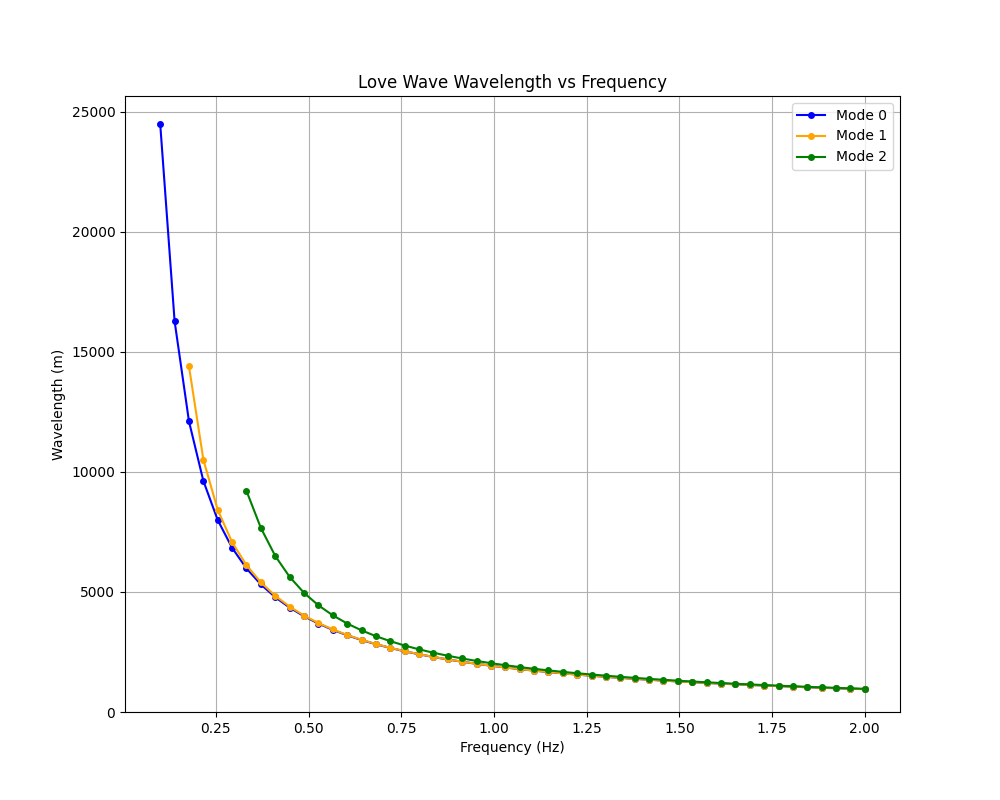 Love Wave Wavelength vs Frequency
Mode 0
Mode 1
Mode 2
25000
20000
15000
10000
5000
0
Wavelength (m)
0.25 0.50 0.75 1.00 1.25 1.50 1.75 2.00
Frequency (Hz)